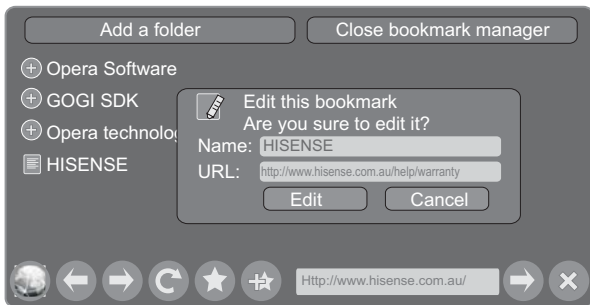 Add a folder
Close bookmark manager
Opera Software
GOGI SDK
Opera technolog
HISENSE
Edit this bookmark
Are you sure to edit it?
Name: HISENSE
URL: http://www.hisense.com.au/help/warranty
Edit
Cancel
Http://www.hisense.com.au/